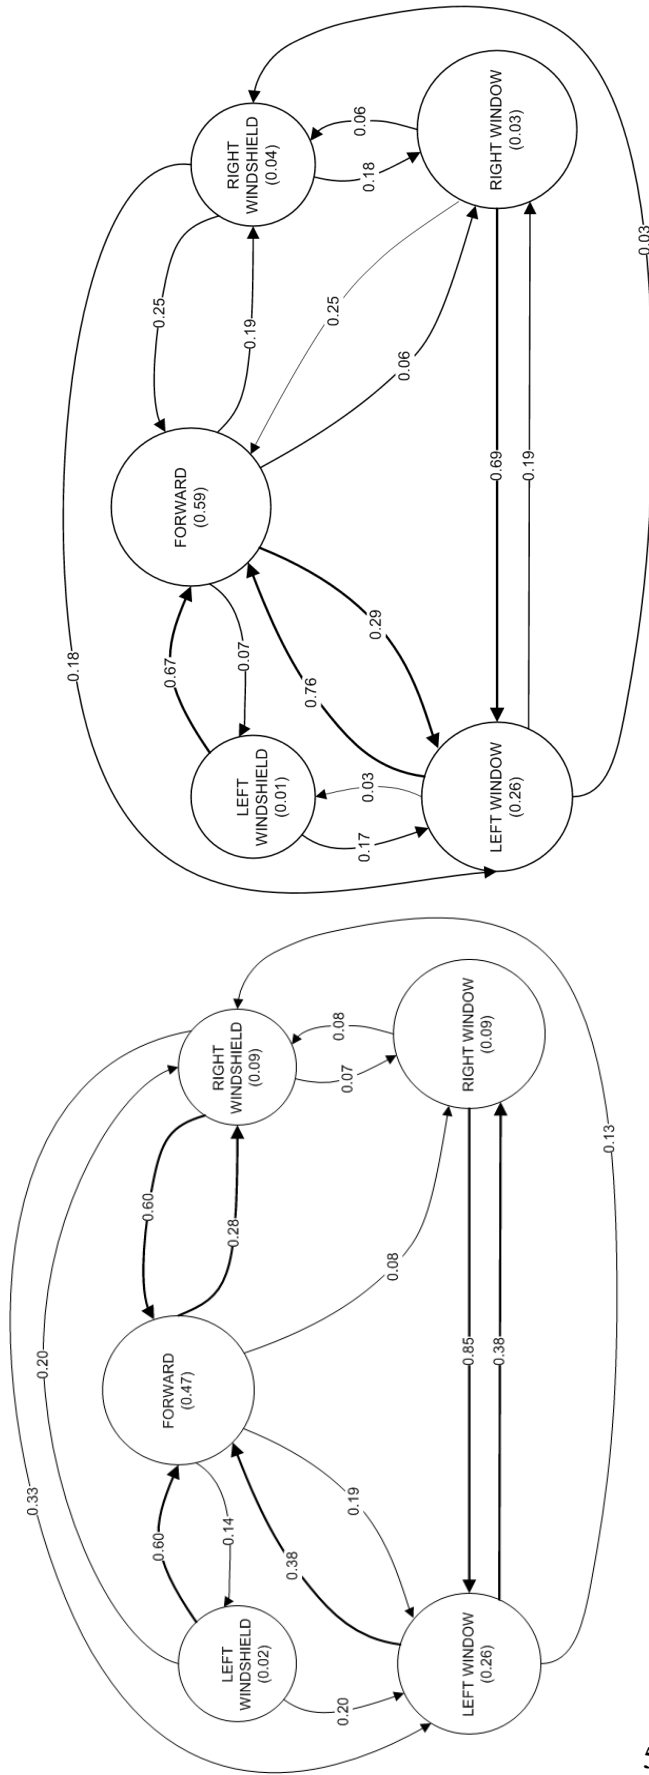 0.03
0.06
RIGHT
WINDSHIELD
(0.04)
RIGHT WINDOW
(0.03)
0.18
0.25
0.19
0.25
0.06
FORWARD
(0.59)
0.69
0.19
0.18
0.67
0.07
0.29
0.76
LEFT
WINDSHIELD
(0.01)
0.03
0.17
LEFT WINDOW
(0.26)
0.08
RIGHT
WINDSHIELD
(0.09)
RIGHT WINDOW
(0.09)
0.07
0.13
0.60
0.28
0.08
0.20
FORWARD
(0.47)
0.85
0.38
0.33
0.60
0.14
0.19
0.38
LEFT
WINDSHIELD
(0.02)
0.20
LEFT WINDOW
(0.26)